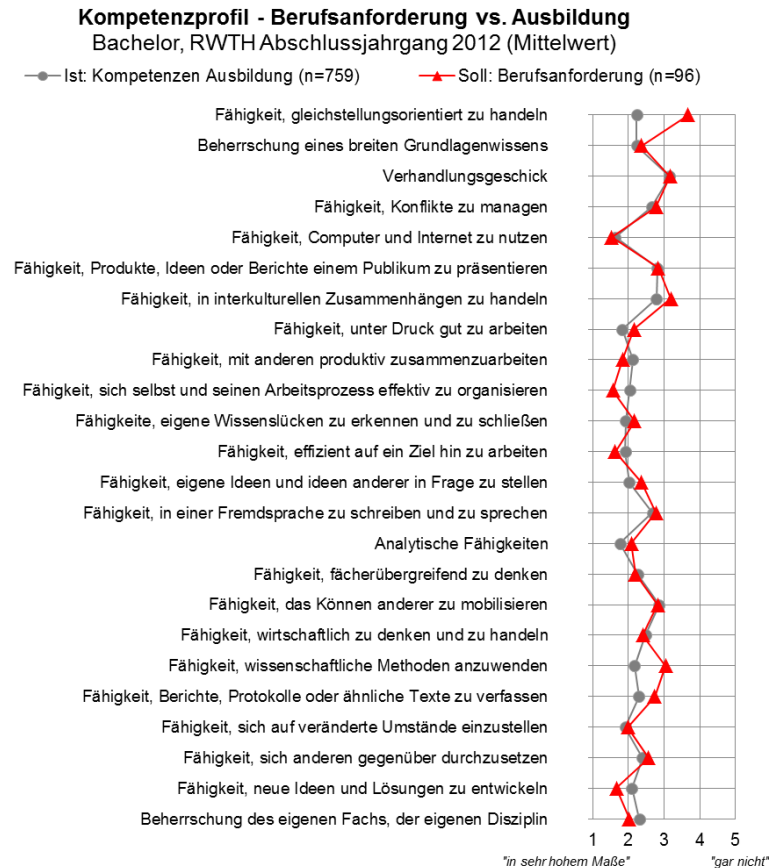 Kompetenzprofil - Berufsanforderung vs. Ausbildung
Bachelor, RWTH Abschlussjahrgang 2012 (Mittelwert)
Ist: Kompetenzen Ausbildung (n=759) Soll: Berufsanforderung (n=96)
Fähigkeit, gleichstellungsorientiert zu handeln
Beherrschung eines breiten Grundlagenwissens
Verhandlungsgeschick
Fähigkeit, Konflikte zu managen
Fähigkeit, Computer und Internet zu nutzen
Fähigkeit, Produkte, Ideen oder Berichte einem Publikum zu präsentieren
Fähigkeit, in interkulturellen Zusammenhängen zu handeln
Fähigkeit, unter Druck gut zu arbeiten
Fähigkeit, mit anderen produktiv zusammenzuarbeiten
Fähigkeit, sich selbst und seinen Arbeitsprozess effektiv zu organisieren
Fähigkeite, eigene Wissenslücken zu erkennen und zu schließen
Fähigkeit, effizient auf ein Ziel hin zu arbeiten
Fähigkeit, eigene Ideen und ideen anderer in Frage zu stellen
Fähigkeit, in einer Fremdsprache zu schreiben und zu sprechen
Analytische Fähigkeiten
Fähigkeit, fächerübergreifend zu denken
Fähigkeit, das Können anderer zu mobilisieren
Fähigkeit, wirtschaftlich zu denken und zu handeln
Fähigkeit, wissenschaftliche Methoden anzuwenden
Fähigkeit, Berichte, Protokolle oder ähnliche Texte zu verfassen
Fähigkeit, sich auf veränderte Umstände einzustellen
Fähigkeit, sich anderen gegenüber durchzusetzen
Fähigkeit, neue Ideen und Lösungen zu entwickeln
Beherrschung des eigenen Fachs, der eigenen Disziplin
1 2 3 4 5
"in sehr hohem Maße" "gar nicht"